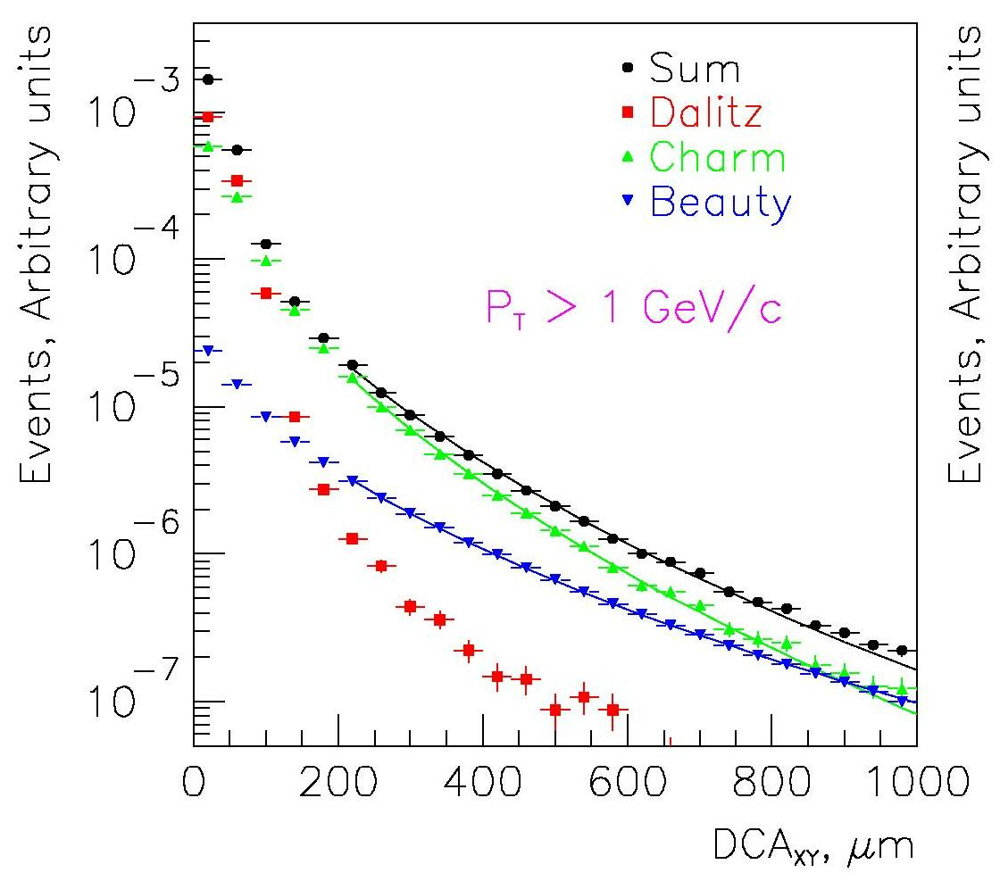 Events, Arbitrary units
Events, Arbitrary units
Sum
Dalitz
Charm
Beauty
P_T > 1 GeV/c
10^-3
10^-4
10^-5
10^-6
10^-7
0 200 400 600 800 1000
DCA_XY, μm